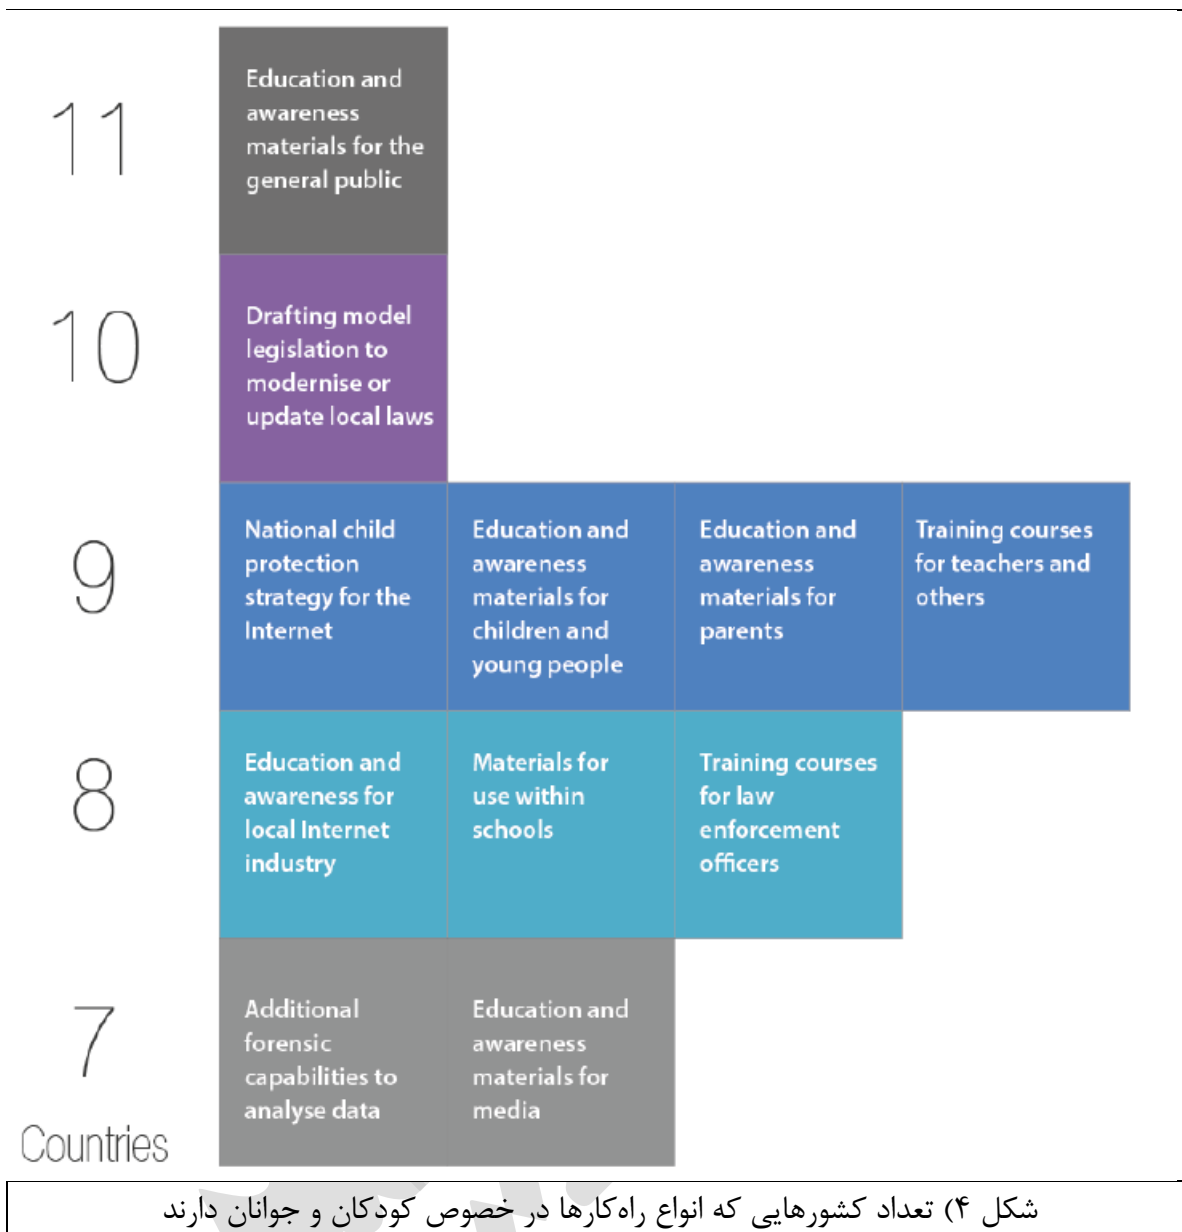 11
Education and
awareness
materials for the
general public
10
Drafting model
legislation to
modernise or
update local laws
9
National child
protection
strategy for the
Internet
Education and
awareness
materials for
children and
young people
Education and
awareness
materials for
parents
Training courses
for teachers and
others
8
Education and
awareness for
local Internet
industry
Materials for
use within
schools
Training courses
for law
enforcement
officers
7
Countries
Additional
forensic
capabilities to
analyse data
Education and
awareness
materials for
media
شکل ۴) تعداد کشورهایی که انواع راه‌کارها در خصوص کودکان و جوانان دارند